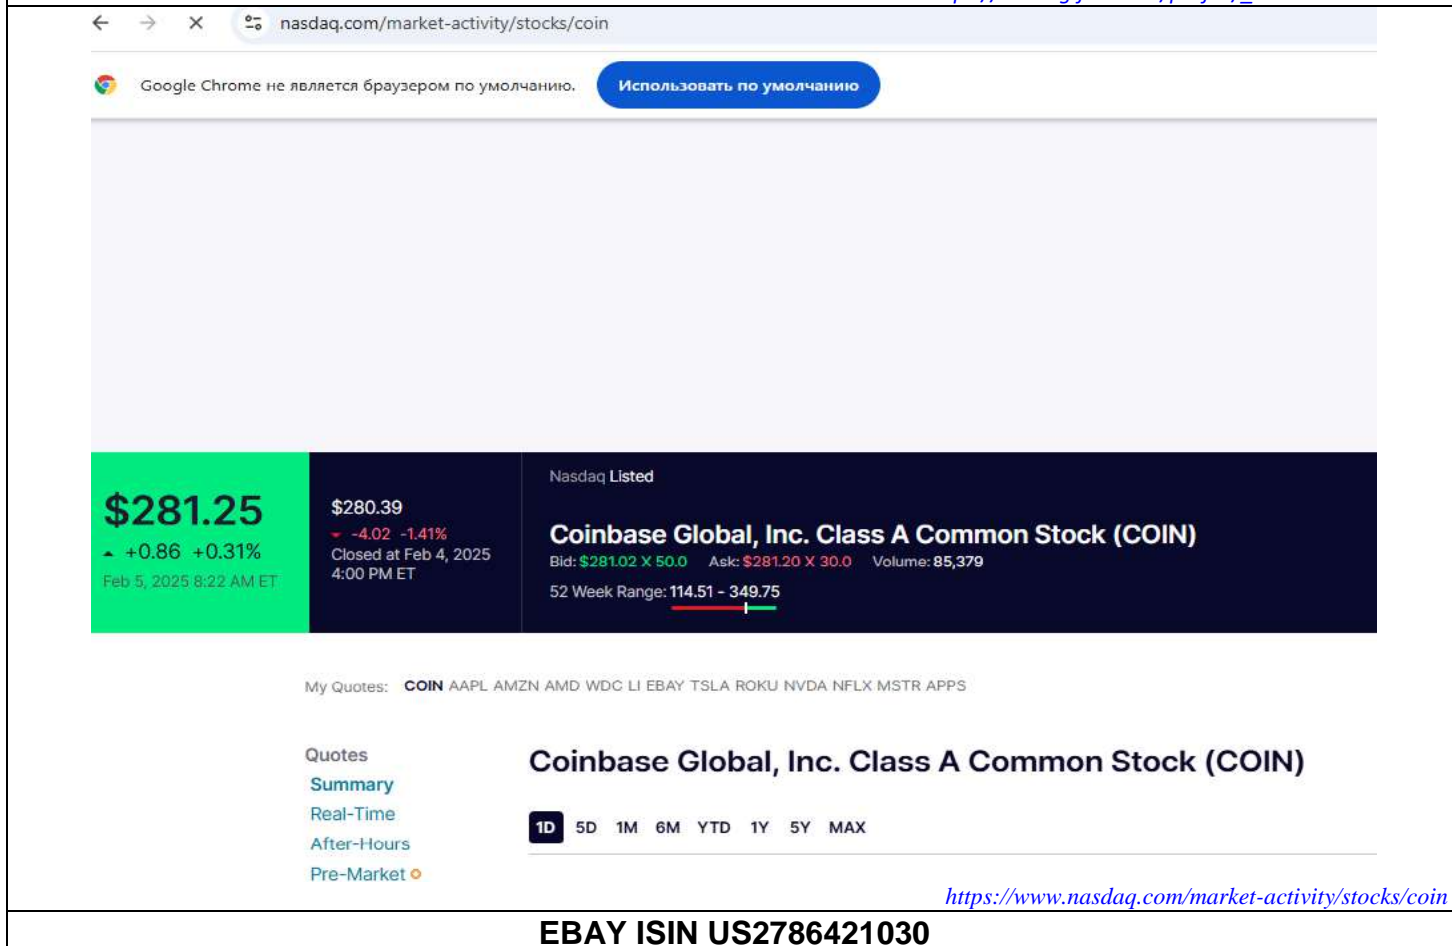 nasdaq.com/market-activity/stocks/coin
Google Chrome не является браузером по умолчанию. Использовать по умолчанию
$281.25
+0.86 +0.31%
Feb 5, 2025 8:22 AM ET
$280.39
-4.02 -1.41%
Closed at Feb 4, 2025
4:00 PM ET
Nasdaq Listed
Coinbase Global, Inc. Class A Common Stock (COIN)
Bid: $281.02 X 50.0 Ask: $281.20 X 30.0 Volume: 85,379
52 Week Range: 114.51 - 349.75
My Quotes: COIN AAPL AMZN AMD WDC LI EBAY TSLA ROKU NVDA NFLX MSTR APPS
Quotes
Summary
Real-Time
After-Hours
Pre-Market
Coinbase Global, Inc. Class A Common Stock (COIN)
1D 5D 1M 6M YTD 1Y 5Y MAX
https://www.nasdaq.com/market-activity/stocks/coin
EBAY ISIN US2786421030